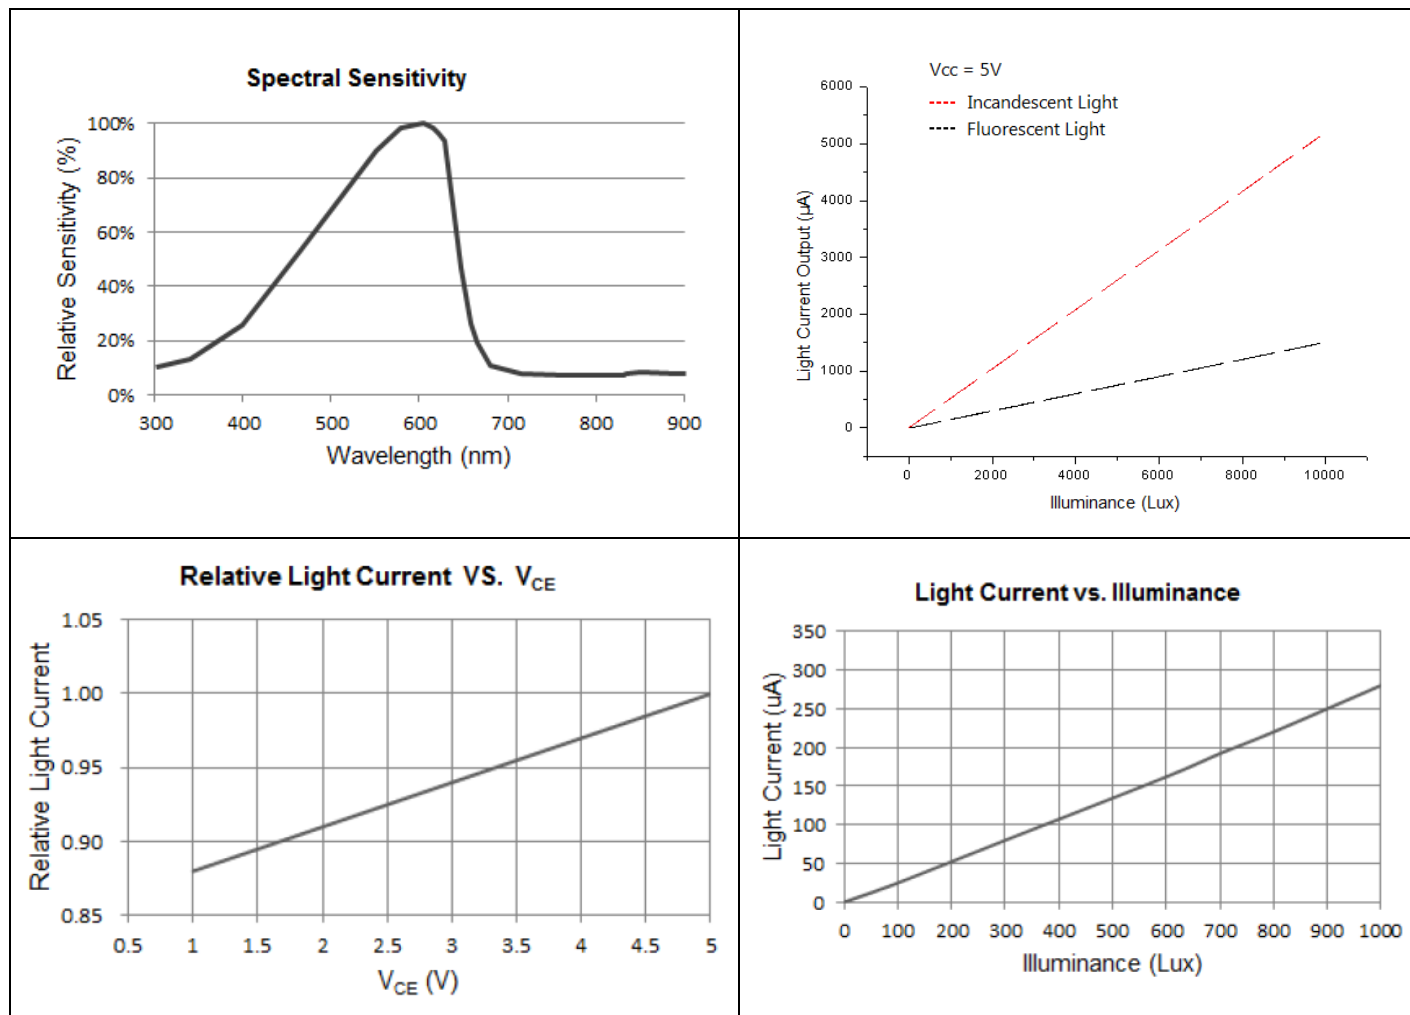 Spectral Sensitivity
Relative Sensitivity (%)
100%
80%
60%
40%
20%
0%
300 400 500 600 700 800 900
Wavelength (nm)
Vcc = 5V
Incandescent Light
Fluorescent Light
Light Current Output (µA)
6000
5000
4000
3000
2000
1000
0
0 2000 4000 6000 8000 10000
Illuminance (Lux)
Relative Light Current VS. VCE
Relative Light Current
1.05
1.00
0.95
0.90
0.85
0.5 1 1.5 2 2.5 3 3.5 4 4.5 5
VCE (V)
Light Current vs. Illuminance
Light Current (uA)
350
300
250
200
150
100
50
0
0 100 200 300 400 500 600 700 800 900 1000
Illuminance (Lux)